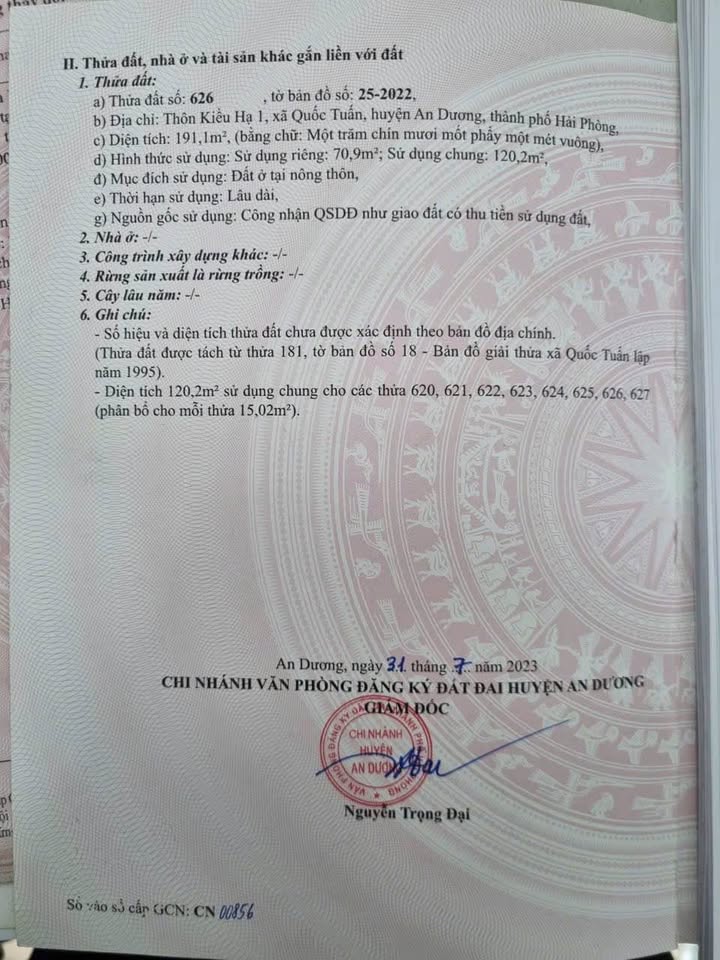 II. Thửa đất, nhà ở và tài sản khác gắn liền với đất
1. Thửa đất:
a) Thửa đất số: 626 , tờ bản đồ số: 25-2022,
b) Địa chỉ: Thôn Kiều Hạ 1, xã Quốc Tuấn, huyện An Dương, thành phố Hải Phòng,
c) Diện tích: 191,1m², (bằng chữ: Một trăm chín mươi mốt phẩy một mét vuông),
d) Hình thức sử dụng: Sử dụng riêng: 70,9m²; Sử dụng chung: 120,2m²,
đ) Mục đích sử dụng: Đất ở tại nông thôn,
e) Thời hạn sử dụng: Lâu dài,
g) Nguồn gốc sử dụng: Công nhận QSDĐ như giao đất có thu tiền sử dụng đất,
2. Nhà ở: -/-
3. Công trình xây dựng khác: -/-
4. Rừng sản xuất là rừng trồng: -/-
5. Cây lâu năm: -/-
6. Ghi chú:
- Số hiệu và diện tích thửa đất chưa được xác định theo bản đồ địa chính.
(Thửa đất được tách từ thửa 181, tờ bản đồ số 18 - Bản đồ giải thửa xã Quốc Tuấn lập
năm 1995).
- Diện tích 120,2m² sử dụng chung cho các thửa 620, 621, 622, 623, 624, 625, 626, 627
(phân bổ cho mỗi thửa 15,02m²).
An Dương, ngày 31 tháng 7 năm 2023
CHI NHÁNH VĂN PHÒNG ĐĂNG KÝ ĐẤT ĐAI HUYỆN AN DƯƠNG
GIÁM ĐỐC
CHI NHÁNH
HUYỆN
AN DƯƠNG
Nguyễn Trọng Đại
Số vào sổ cấp GCN: CN 00856